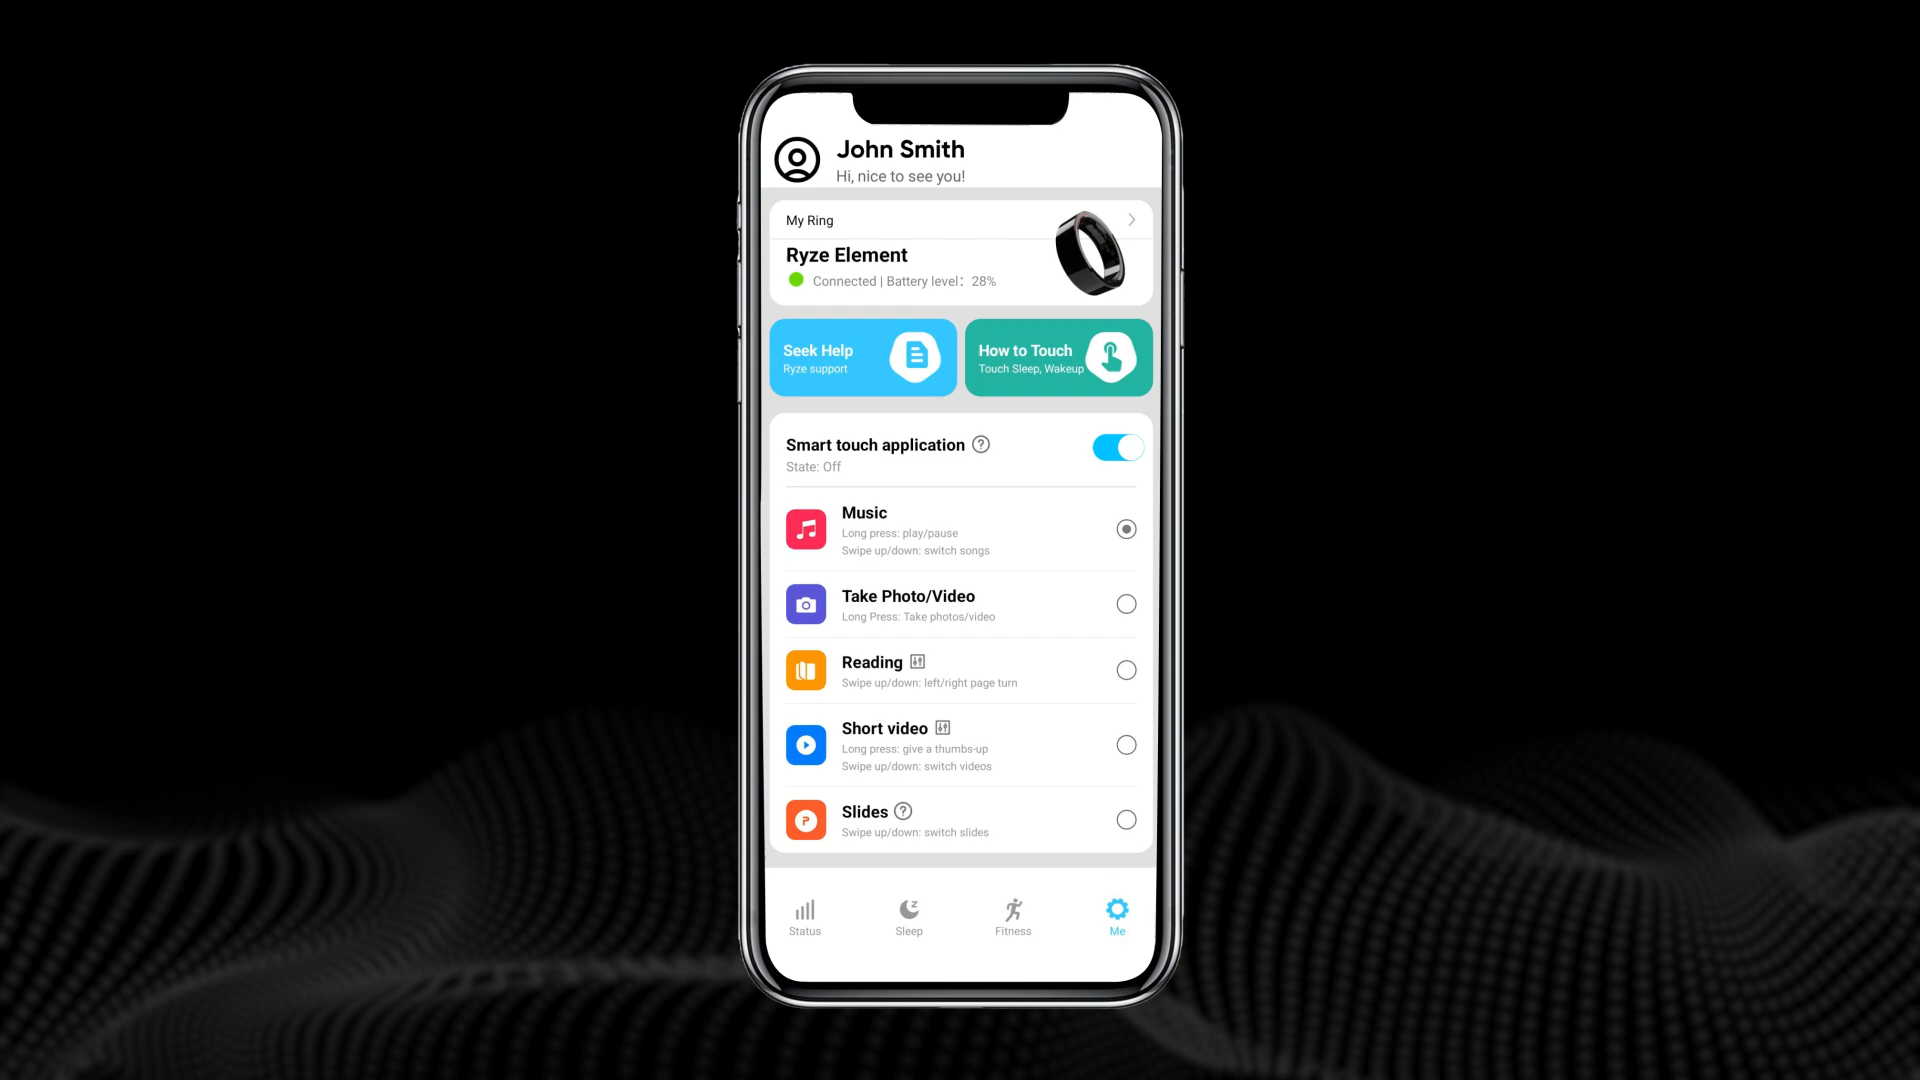 John Smith
Hi, nice to see you!
My Ring
Ryze Element
Connected | Battery level： 28%
Seek Help
Ryze support
How to Touch
Touch Sleep, Wakeup
Smart touch application ?
State: Off
Music
Long press: play/pause
Swipe up/down: switch songs
Take Photo/Video
Long Press: Take photos/video
Reading
Swipe up/down: left/right page turn
Short video
Long press: give a thumbs-up
Swipe up/down: switch videos
P
Slides ?
Swipe up/down: switch slides
Status
Z
Sleep
Fitness
Me